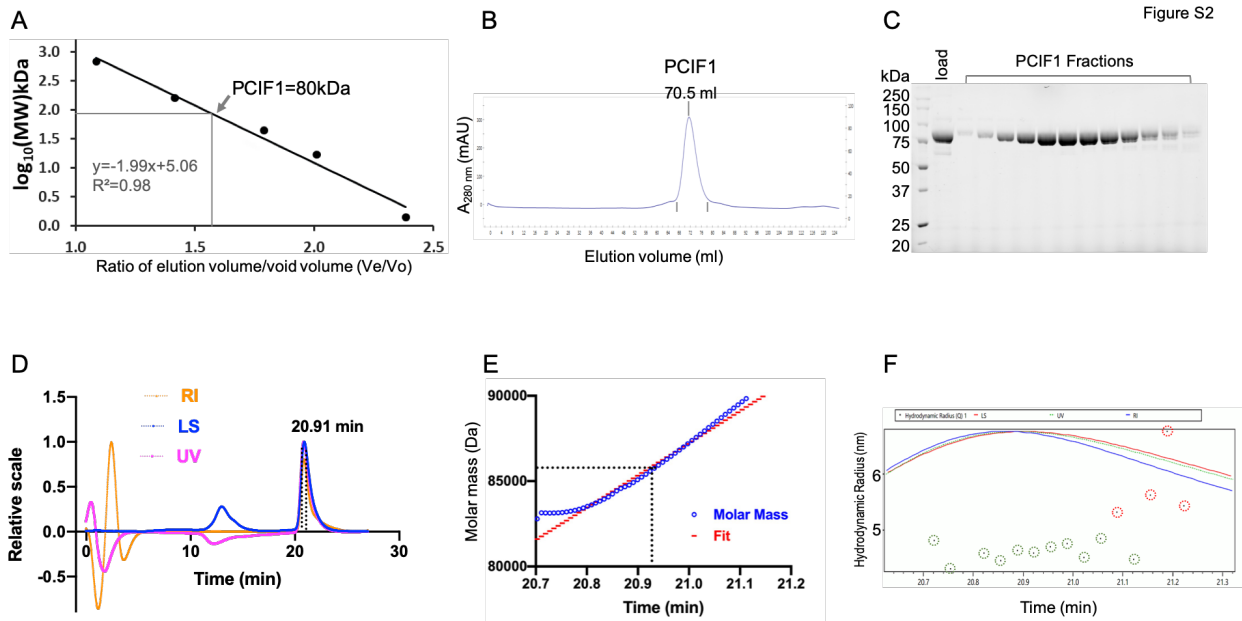 Figure S2
A
3.0
2.5
2.0
1.5
1.0
0.5
0.0
log10(MW)kDa
PCIF1=80kDa
y=-1.99x+5.06
R²=0.98
1.0 1.5 2.0 2.5
Ratio of elution volume/void volume (Ve/Vo)
B
PCIF1
70.5 ml
A280 nm (mAU)
Elution volume (ml)
C
load
PCIF1 Fractions
kDa
250
150
100
75
50
37
25
20
D
1.5
1.0
0.5
0.0
-0.5
Relative scale
RI
LS
UV
20.91 min
0 10 20 30
Time (min)
E
90000
85000
80000
Molar mass (Da)
Molar Mass
Fit
20.7 20.8 20.9 21.0 21.1 21.2
Time (min)
F
Hydrodynamic Radius (Q) 1 LS UV RI
Hydrodynamic Radius (nm)
6
5
20.7 20.8 20.9 21.0 21.1 21.2 21.3
Time (min)